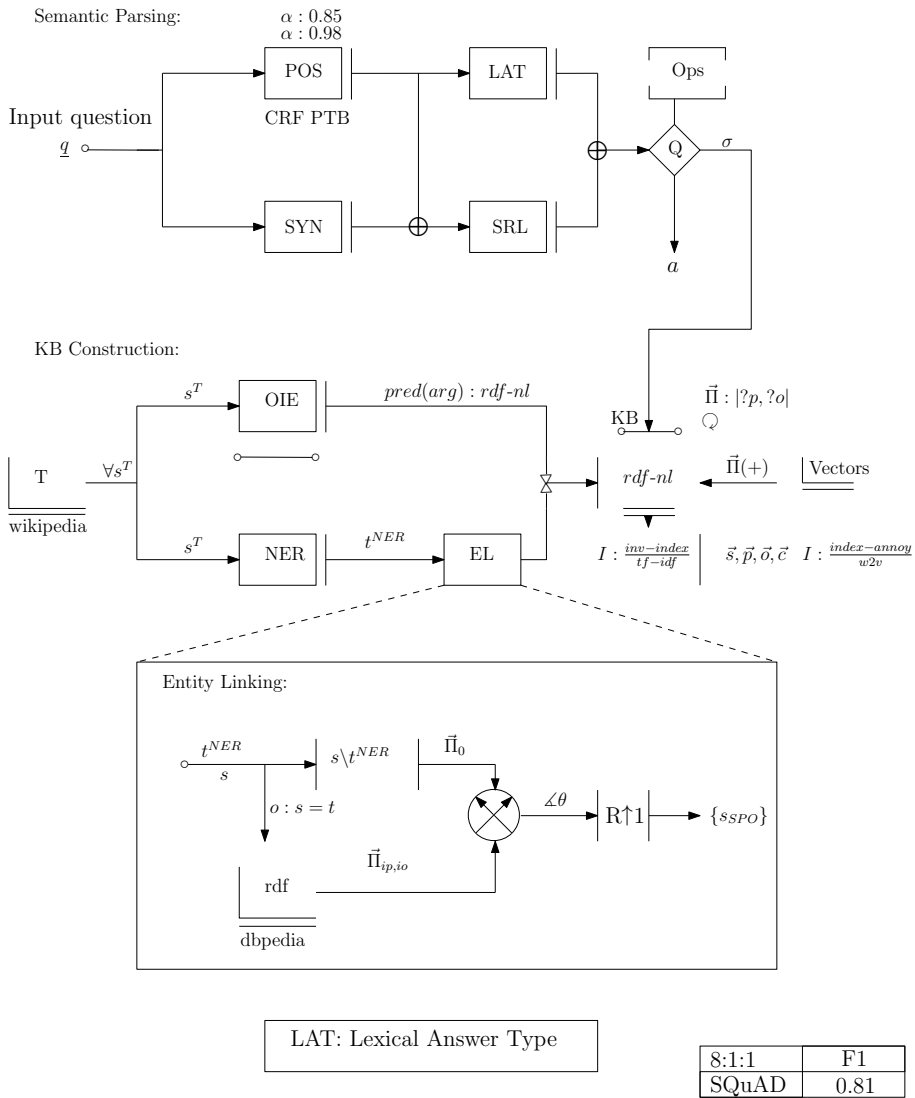 Semantic Parsing:
α : 0.85
α : 0.98
POS
LAT
Ops
CRF PTB
Input question
q
Q
σ
SYN
SRL
a
KB Construction:
s^T
OIE
pred(arg) : rdf-nl
KB
Π⃗ : |?p, ?o|
T
∀s^T
rdf-nl
Π⃗(+)
Vectors
wikipedia
s^T
NER
t^NER
EL
I : inv−index/tf−idf
s⃗, p⃗, o⃗, c⃗
I : index−annoy/w2v
Entity Linking:
t^NER
s
s\t^NER
Π⃗_0
o : s = t
∡θ
R↑1
{s_SPO}
rdf
Π⃗_ip,io
dbpedia
LAT: Lexical Answer Type
8:1:1 F1
SQuAD 0.81